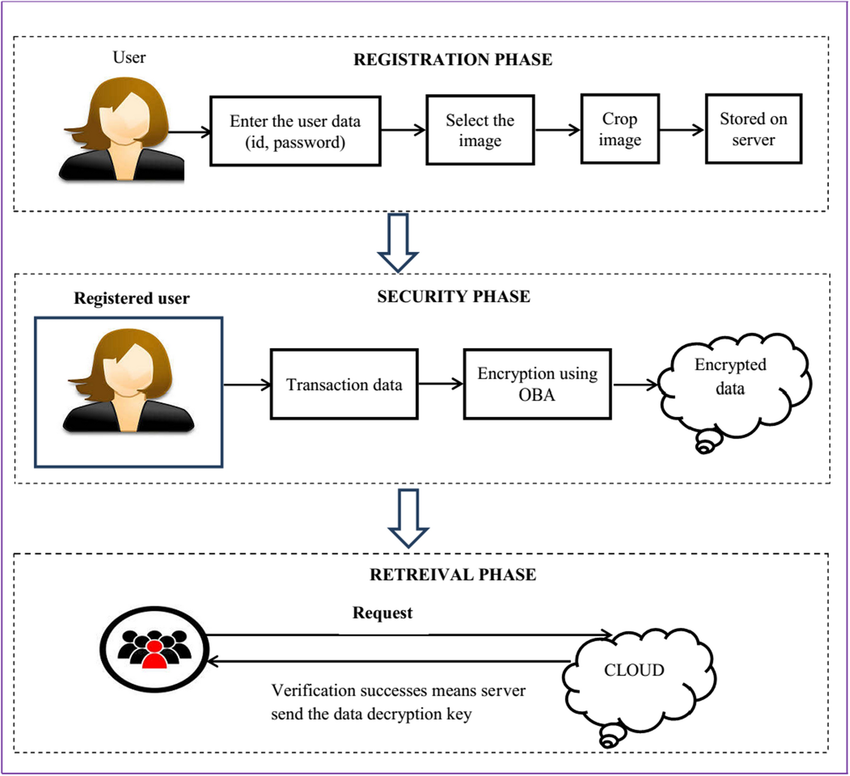 User
REGISTRATION PHASE
Enter the user data
(id, password)
Select the
image
Crop
image
Stored on
server
Registered user
SECURITY PHASE
Transaction data
Encryption using
OBA
Encrypted
data
RETREIVAL PHASE
Request
CLOUD
Verification successes means server
send the data decryption key